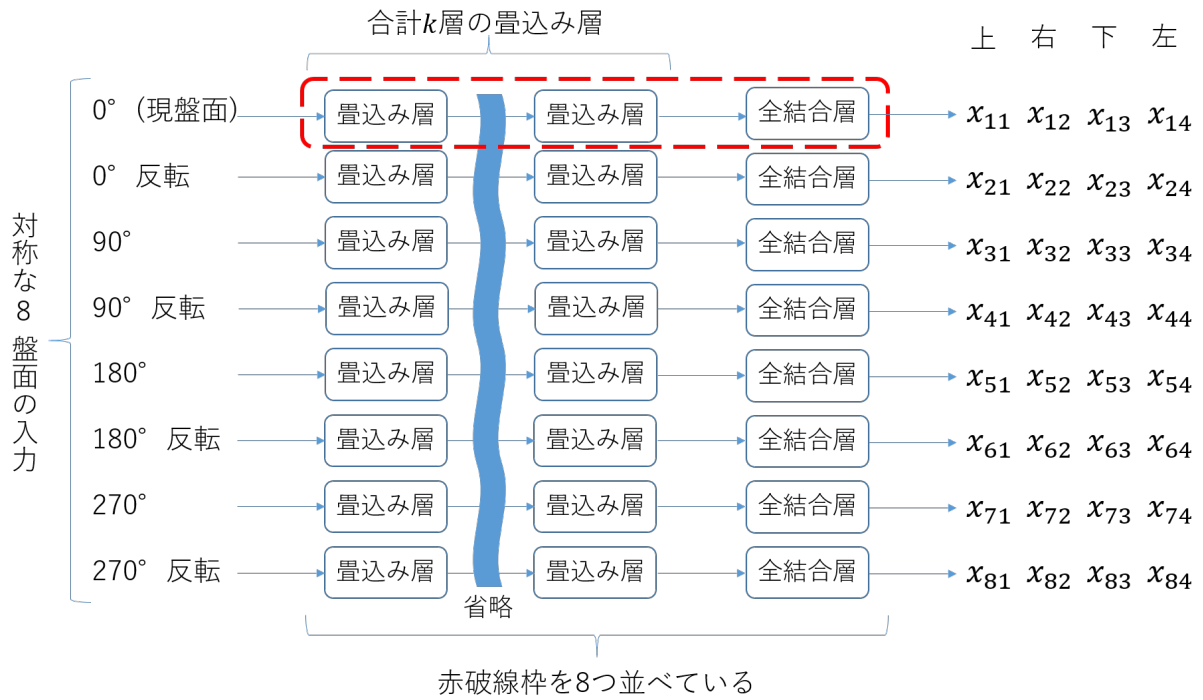 合計k層の畳込み層
上 右 下 左
0° (現盤面) 畳込み層 畳込み層 全結合層 x11 x12 x13 x14
0° 反転 畳込み層 畳込み層 全結合層 x21 x22 x23 x24
90° 畳込み層 畳込み層 全結合層 x31 x32 x33 x34
90° 反転 畳込み層 畳込み層 全結合層 x41 x42 x43 x44
180° 畳込み層 畳込み層 全結合層 x51 x52 x53 x54
180° 反転 畳込み層 畳込み層 全結合層 x61 x62 x63 x64
270° 畳込み層 畳込み層 全結合層 x71 x72 x73 x74
270° 反転 畳込み層 畳込み層 全結合層 x81 x82 x83 x84
対称な8盤面の入力
省略
赤破線枠を8つ並べている